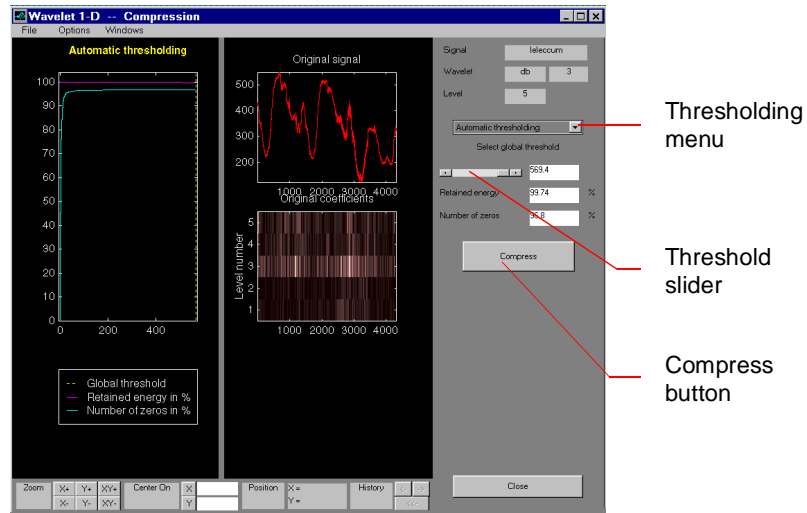 Wavelet 1-D -- Compression
File Options Windows
Automatic thresholding
100
90
80
70
60
50
40
30
20
10
0
0 200 400
-- Global threshold
Retained energy in %
Number of zeros in %
Original signal
500
400
300
200
1000 2000 3000 4000
Original coefficients
Level number
5
4
3
2
1
1000 2000 3000 4000
Signal leleccum
Wavelet db 3
Level 5
Automatic thresholding
Select global threshold
569.4
Retained energy 99.74 %
Number of zeros 96.8 %
Compress
Close
Thresholding
menu
Threshold
slider
Compress
button
Zoom X+ Y+ XY+ Center On X Position X = History <- ->
X- Y- XY- Y Y = <<-